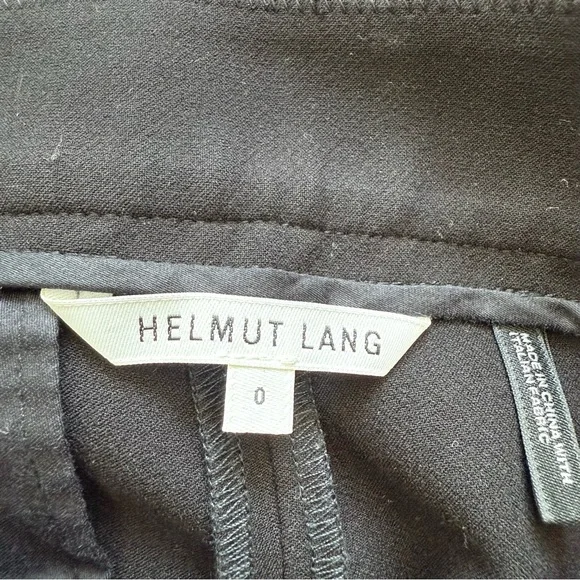 HELMUT LANG
0
MADE IN CHINA WITH
ITALIAN FABRIC